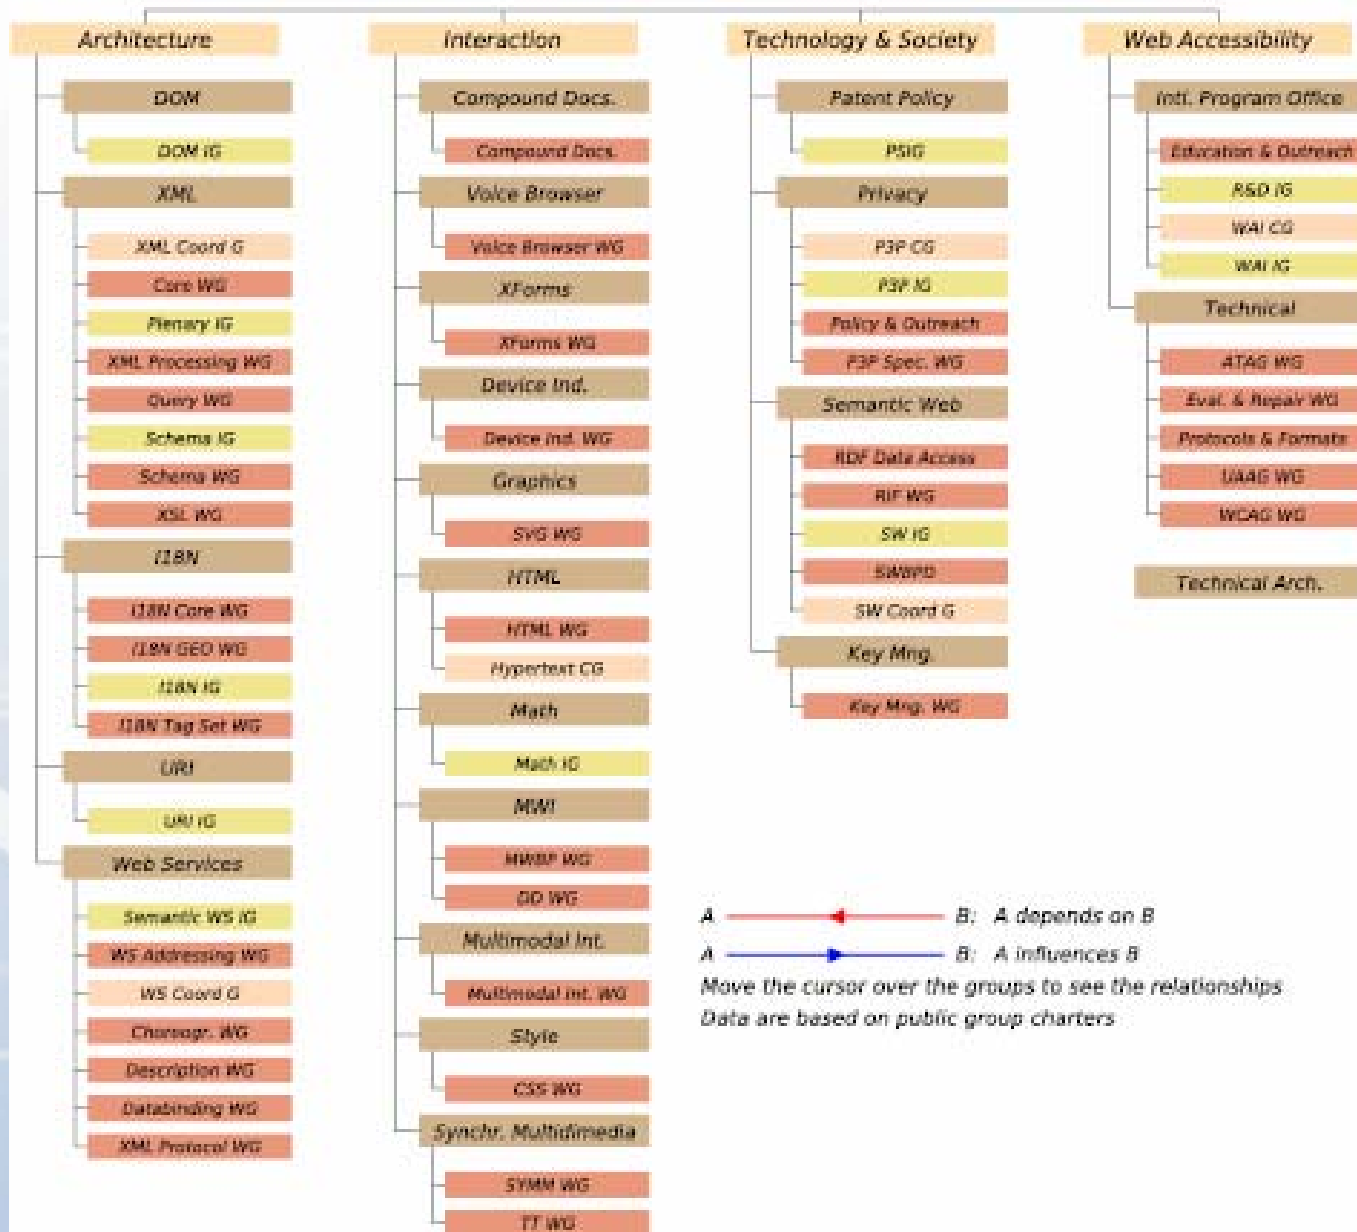 Architecture
DOM
DOM IG
XML
XML Coord G
Core WG
Plenary IG
XML Processing WG
Query WG
Schema IG
Schema WG
XSL WG
I18N
I18N Core WG
I18N GEO WG
I18N IG
I18N Tag Set WG
URI
URI IG
Web Services
Semantic WS IG
WS Addressing WG
WS Coord G
Choreogr. WG
Description WG
Databinding WG
XML Protocol WG
Interaction
Compound Docs.
Compound Docs.
Voice Browser
Voice Browser WG
XForms
XForms WG
Device Ind.
Device Ind. WG
Graphics
SVG WG
HTML
HTML WG
Hypertext CG
Math
Math IG
MWI
MWBP WG
DD WG
Multimodal Int.
Multimodal Int. WG
Style
CSS WG
Synchr. Multidimedia
SYMM WG
TT WG
Technology & Society
Patent Policy
PSIG
Privacy
P3P CG
P3P IG
Policy & Outreach
P3P Spec. WG
Semantic Web
RDF Data Access
RIF WG
SW IG
SWBPD
SW Coord G
Key Mng.
Key Mng. WG
Web Accessibility
Intl. Program Office
Education & Outreach
R&D IG
WAI CG
WAI IG
Technical
ATAG WG
Eval. & Repair WG
Protocols & Formats
UAAG WG
WCAG WG
Technical Arch.
A B: A depends on B
A B: A influences B
Move the cursor over the groups to see the relationships
Data are based on public group charters